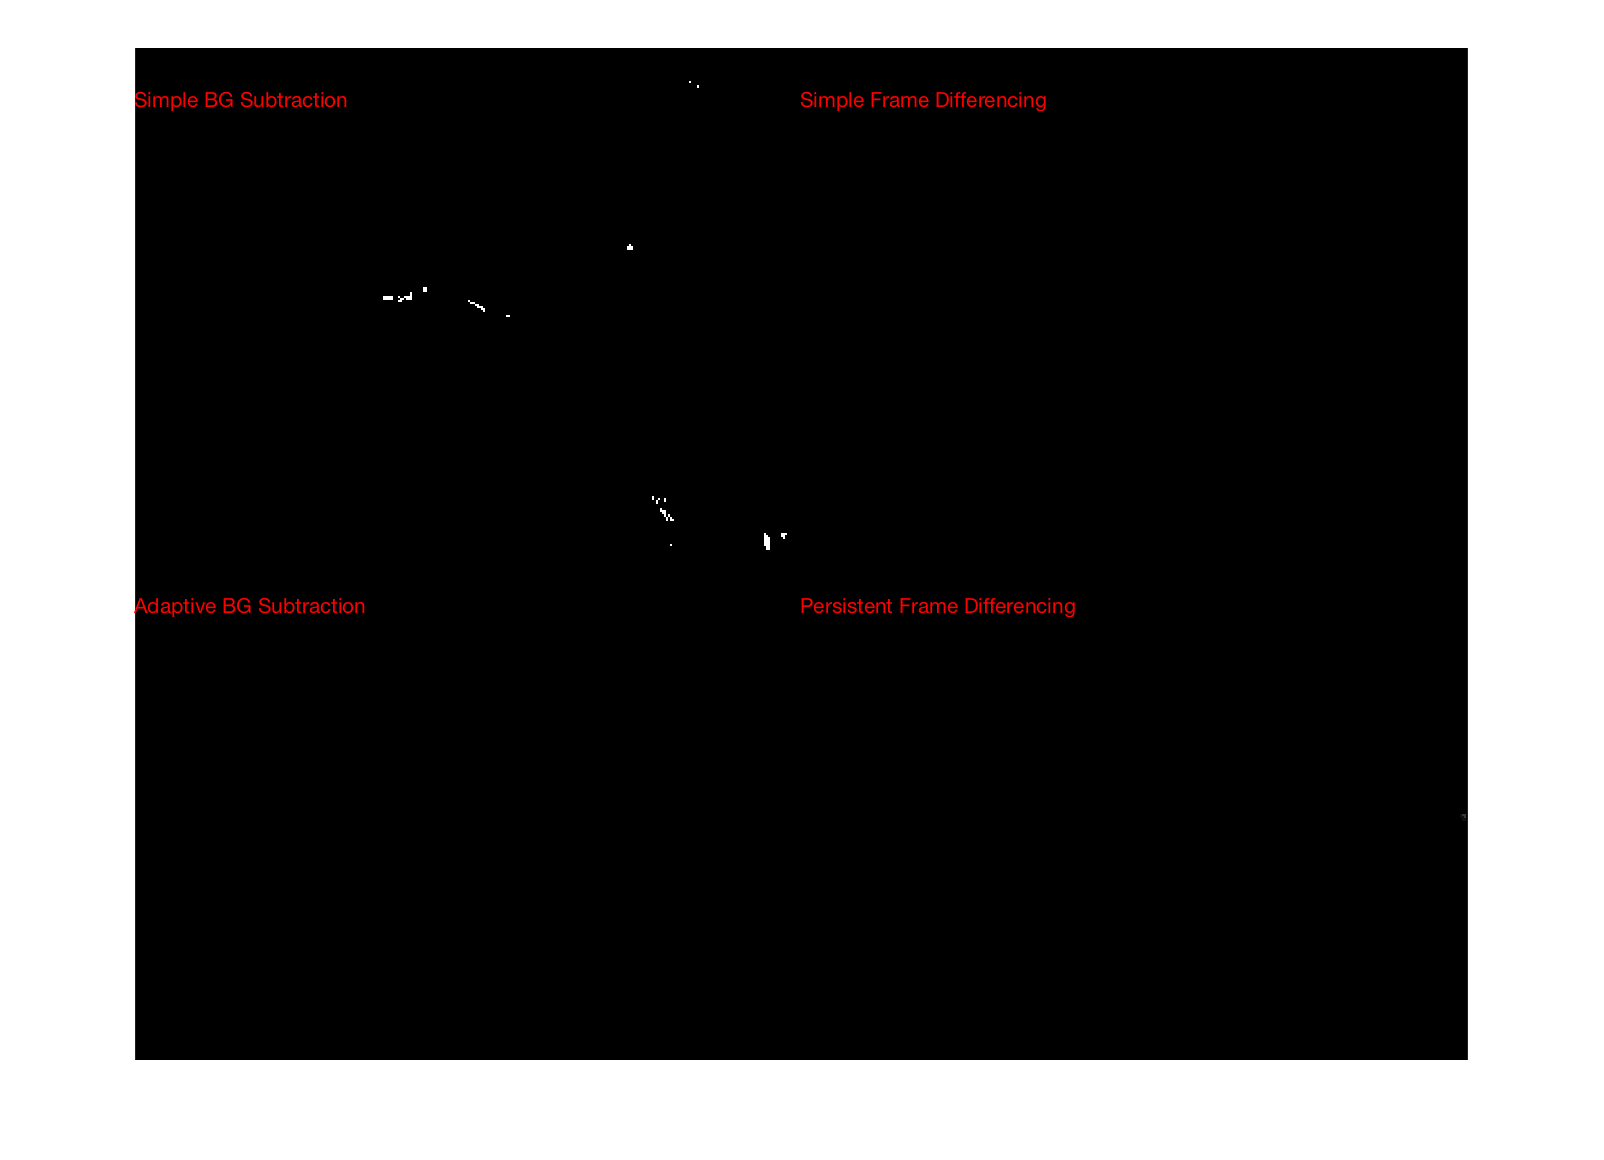 Simple BG Subtraction
Simple Frame Differencing
Adaptive BG Subtraction
Persistent Frame Differencing